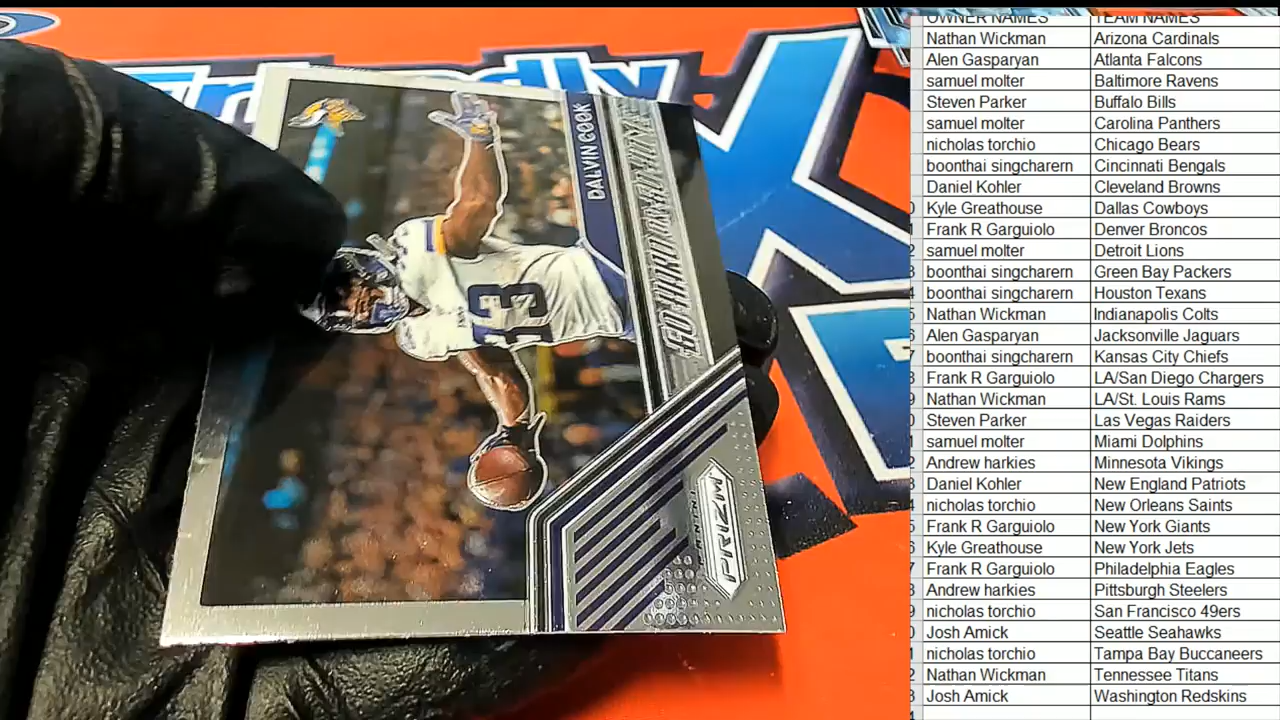 DALVIN COOK
PANINI
PRIZM
OWNER NAMES TEAM NAMES
Nathan Wickman Arizona Cardinals
Alen Gasparyan Atlanta Falcons
samuel molter Baltimore Ravens
Steven Parker Buffalo Bills
samuel molter Carolina Panthers
nicholas torchio Chicago Bears
boonthai singcharern Cincinnati Bengals
Daniel Kohler Cleveland Browns
Kyle Greathouse Dallas Cowboys
Frank R Garguiolo Denver Broncos
samuel molter Detroit Lions
boonthai singcharern Green Bay Packers
boonthai singcharern Houston Texans
Nathan Wickman Indianapolis Colts
Alen Gasparyan Jacksonville Jaguars
boonthai singcharern Kansas City Chiefs
Frank R Garguiolo LA/San Diego Chargers
Nathan Wickman LA/St. Louis Rams
Steven Parker Las Vegas Raiders
samuel molter Miami Dolphins
Andrew harkies Minnesota Vikings
Daniel Kohler New England Patriots
nicholas torchio New Orleans Saints
Frank R Garguiolo New York Giants
Kyle Greathouse New York Jets
Frank R Garguiolo Philadelphia Eagles
Andrew harkies Pittsburgh Steelers
nicholas torchio San Francisco 49ers
Josh Amick Seattle Seahawks
nicholas torchio Tampa Bay Buccaneers
Nathan Wickman Tennessee Titans
Josh Amick Washington Redskins